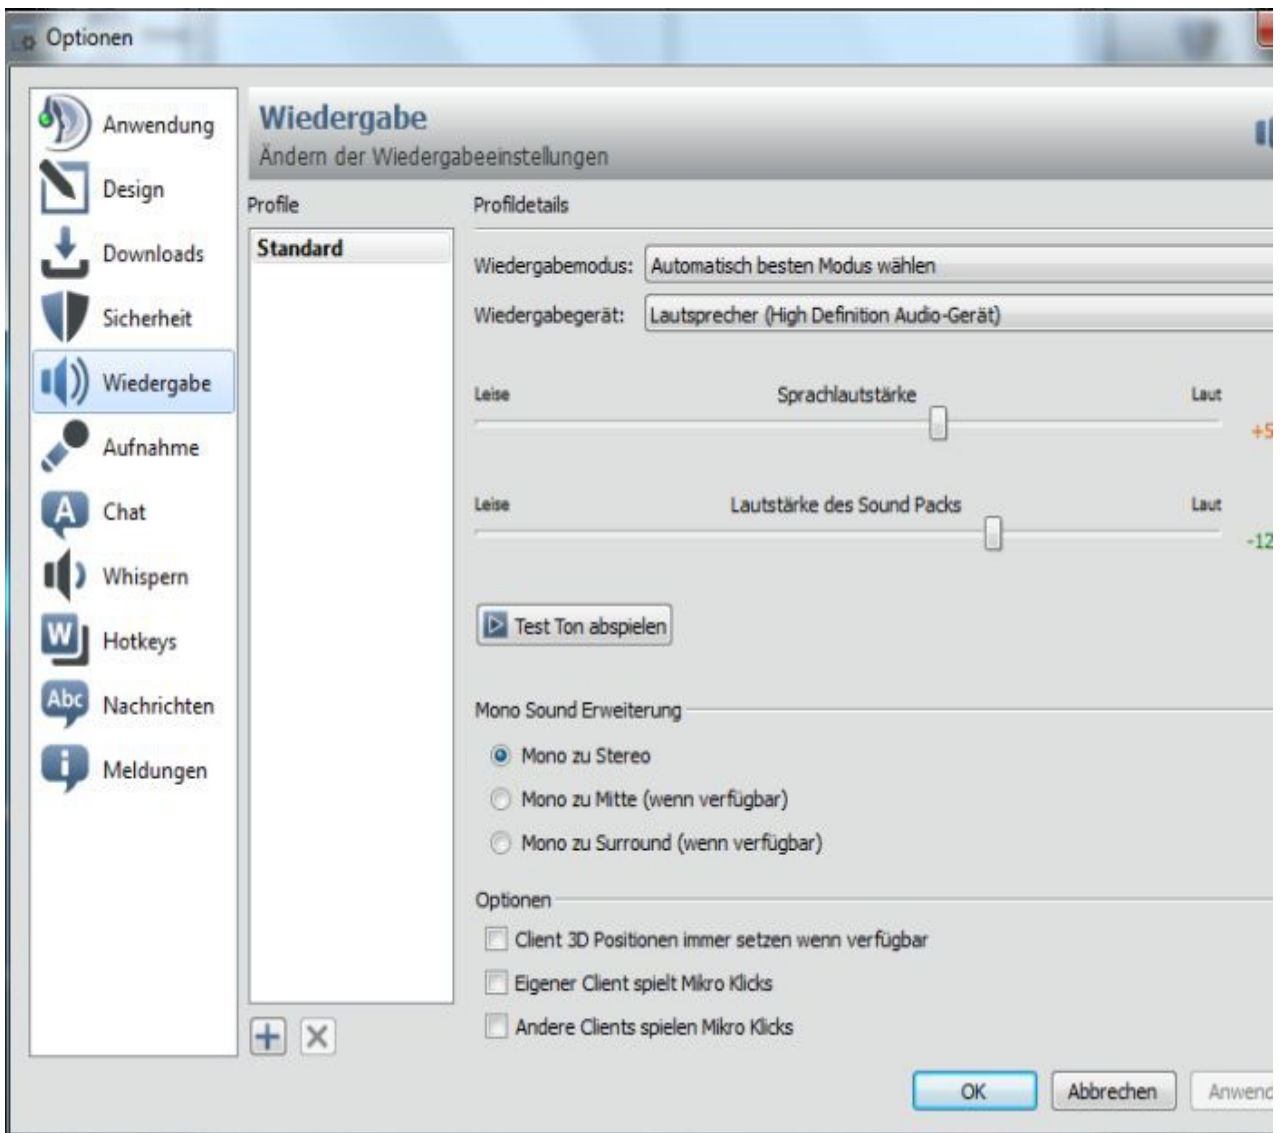 Optionen
Anwendung
Design
Downloads
Sicherheit
Wiedergabe
Aufnahme
A
Chat
Whispern
W
Hotkeys
Abc
Nachrichten
i
Meldungen
Wiedergabe
Ändern der Wiedergabeeinstellungen
Profile
Standard
Profildetails
Wiedergabemodus: Automatisch besten Modus wählen
Wiedergabegerät: Lautsprecher (High Definition Audio-Gerät)
Leise Sprachlautstärke Laut
+5
Leise Lautstärke des Sound Packs Laut
-12
Test Ton abspielen
Mono Sound Erweiterung
Mono zu Stereo
Mono zu Mitte (wenn verfügbar)
Mono zu Surround (wenn verfügbar)
Optionen
Client 3D Positionen immer setzen wenn verfügbar
Eigener Client spielt Mikro Klicks
Andere Clients spielen Mikro Klicks
OK Abbrechen Anwend